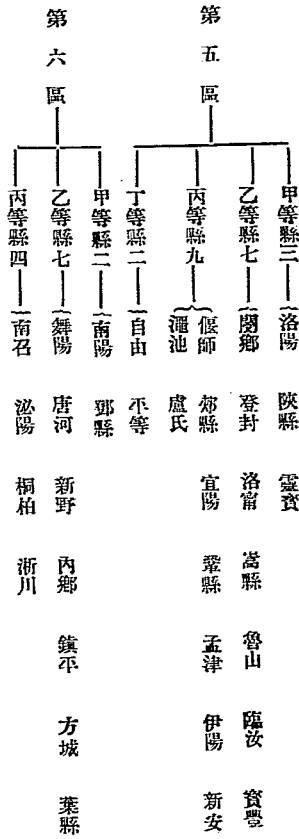 第五區
甲等縣三 洛陽 陝縣 靈寶
乙等縣七 閿鄉 登封 洛甯 嵩縣 魯山 臨汝 寶豐
丙等縣九 偃師 郟縣 宜陽 鞏縣 孟津 伊陽 新安
澠池 盧氏
丁等縣二 自由 平等
第六區
甲等縣二 南陽 鄧縣
乙等縣七 舞陽 唐河 新野 內鄉 鎮平 方城 葉縣
丙等縣四 南召 泌陽 桐柏 淅川